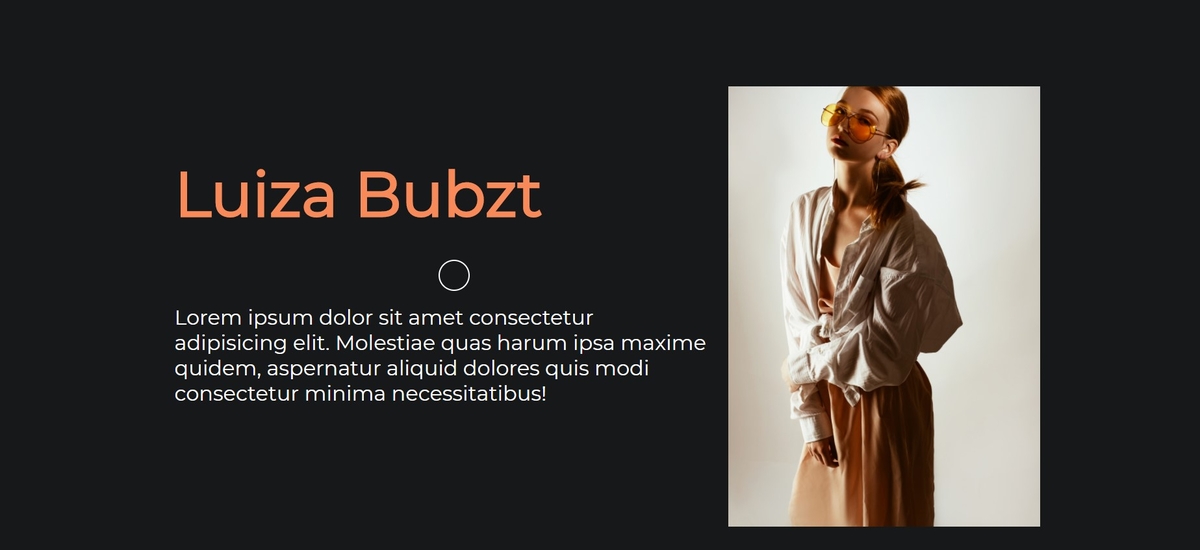 Luiza Bubzt
Lorem ipsum dolor sit amet consectetur
adipisicing elit. Molestiae quas harum ipsa maxime
quidem, aspernatur aliquid dolores quis modi
consectetur minima necessitatibus!